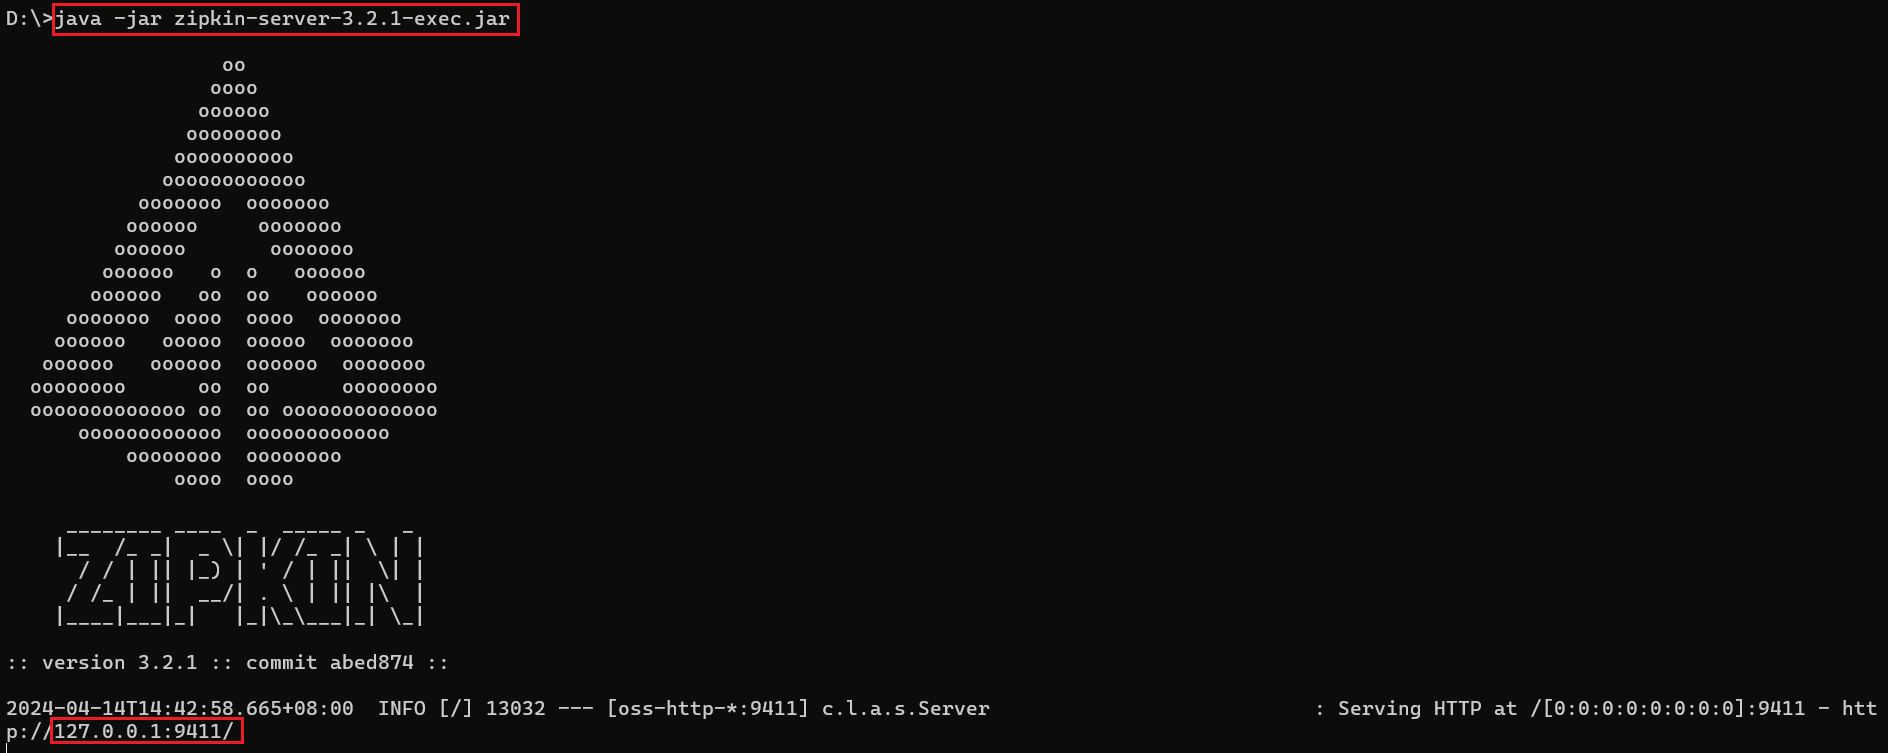 D:\>java -jar zipkin-server-3.2.1-exec.jar

                  oo
                 oooo
                oooooo
               oooooooo
              oooooooooo
             oooooooooooo
           ooooooo  ooooooo
          oooooo     ooooooo
         oooooo       ooooooo
        oooooo   o  o   oooooo
       oooooo   oo  oo   oooooo
     ooooooo  oooo  oooo  ooooooo
    oooooo   ooooo  ooooo  ooooooo
   oooooo   oooooo  oooooo  ooooooo
  oooooooo      oo  oo      oooooooo
  ooooooooooooo oo  oo ooooooooooooo
      oooooooooooo  oooooooooooo
          oooooooo  oooooooo
              oooo  oooo

     ________ ____  _  _____ _   _
    |__  /_ _|  _ \| |/ /_ _| \ | |
      / / | || |_) | ' / | ||  \| |
     / /_ | ||  __/| . \ | || |\  |
    |____|___|_|   |_|\_\___|_| \_|

:: version 3.2.1 :: commit abed874 ::

2024-04-14T14:42:58.665+08:00  INFO [/] 13032 --- [oss-http-*:9411] c.l.a.s.Server                           : Serving HTTP at /[0:0:0:0:0:0:0:0]:9411 - htt
p://127.0.0.1:9411/